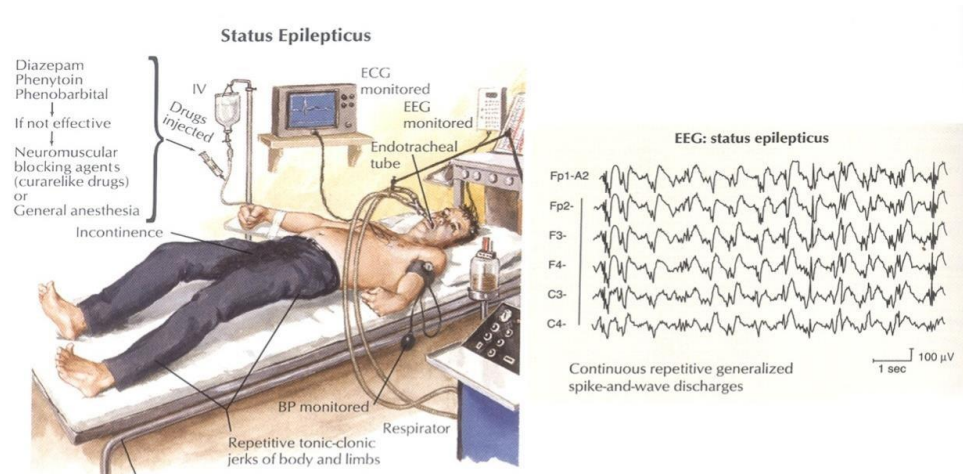 Status Epilepticus
Diazepam
Phenytoin
Phenobarbital
If not effective
Neuromuscular
blocking agents
(curarelike drugs)
or
General anesthesia
IV
Drugs
injected
ECG
monitored
EEG
monitored
Endotracheal
tube
Incontinence
BP monitored
Respirator
Repetitive tonic-clonic
jerks of body and limbs
EEG: status epilepticus
Fp1-A2
Fp2-
F3-
F4-
C3-
C4-
100 µV
1 sec
Continuous repetitive generalized
spike-and-wave discharges